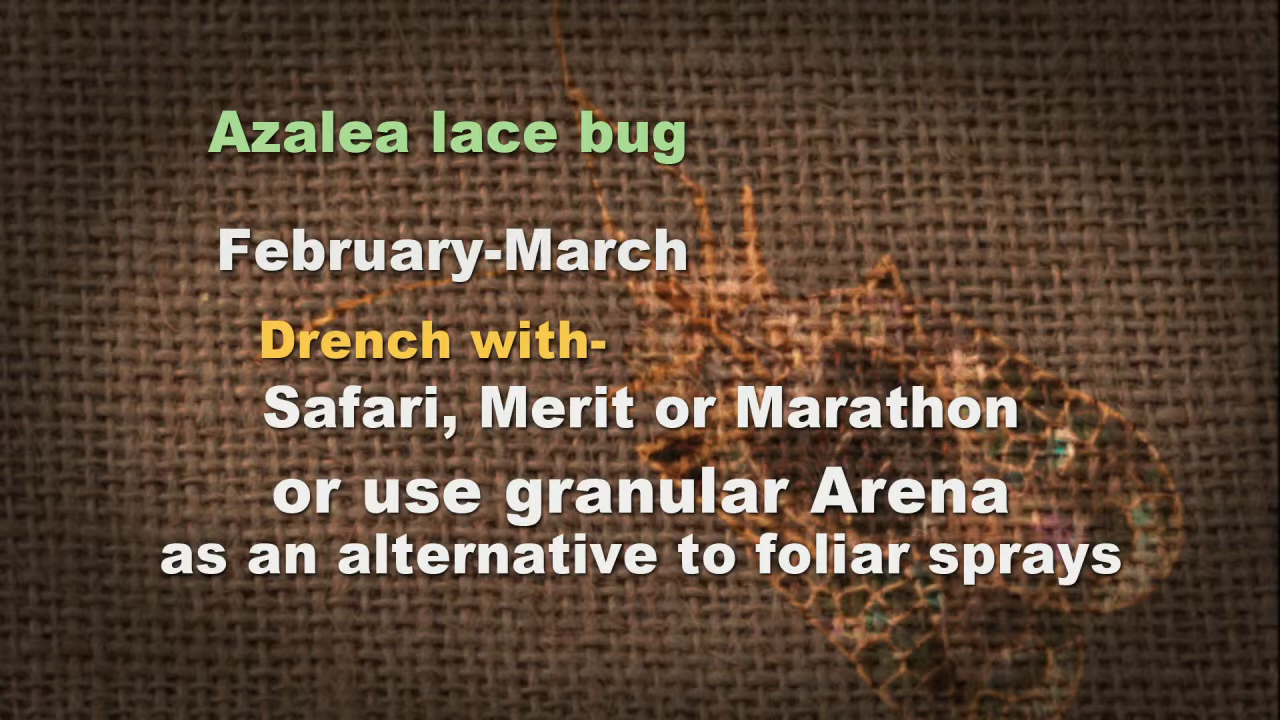 Azalea lace bug
February-March
Drench with-
Safari, Merit or Marathon
or use granular Arena
as an alternative to foliar sprays